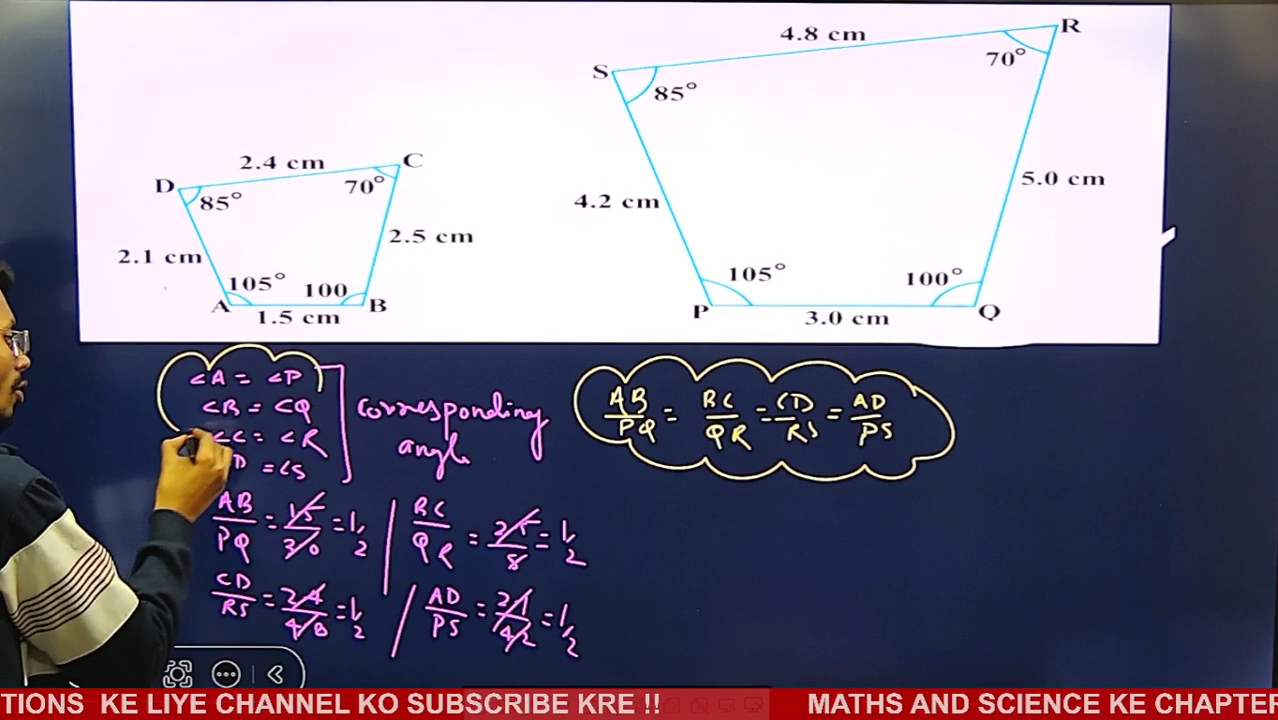 4.8 cm
R
S
70°
85°
2.4 cm
C
D
70°
85°
5.0 cm
4.2 cm
2.5 cm
2.1 cm
105°
100°
105°
100
A
B
P
Q
1.5 cm
3.0 cm
∠A = ∠P
∠B = ∠Q
∠C = ∠R
D = ∠S
corresponding
angle
AB/PQ = BC/QR = CD/RS = AD/PS
AB/PQ = 1.5/3.0 = 1/2
BC/QR = 2.5/5 = 1/2
CD/RS = 2.4/4.8 = 1/2
AD/PS = 2.1/4.2 = 1/2
TIONS KE LIYE CHANNEL KO SUBSCRIBE KRE !! MATHS AND SCIENCE KE CHAPTER